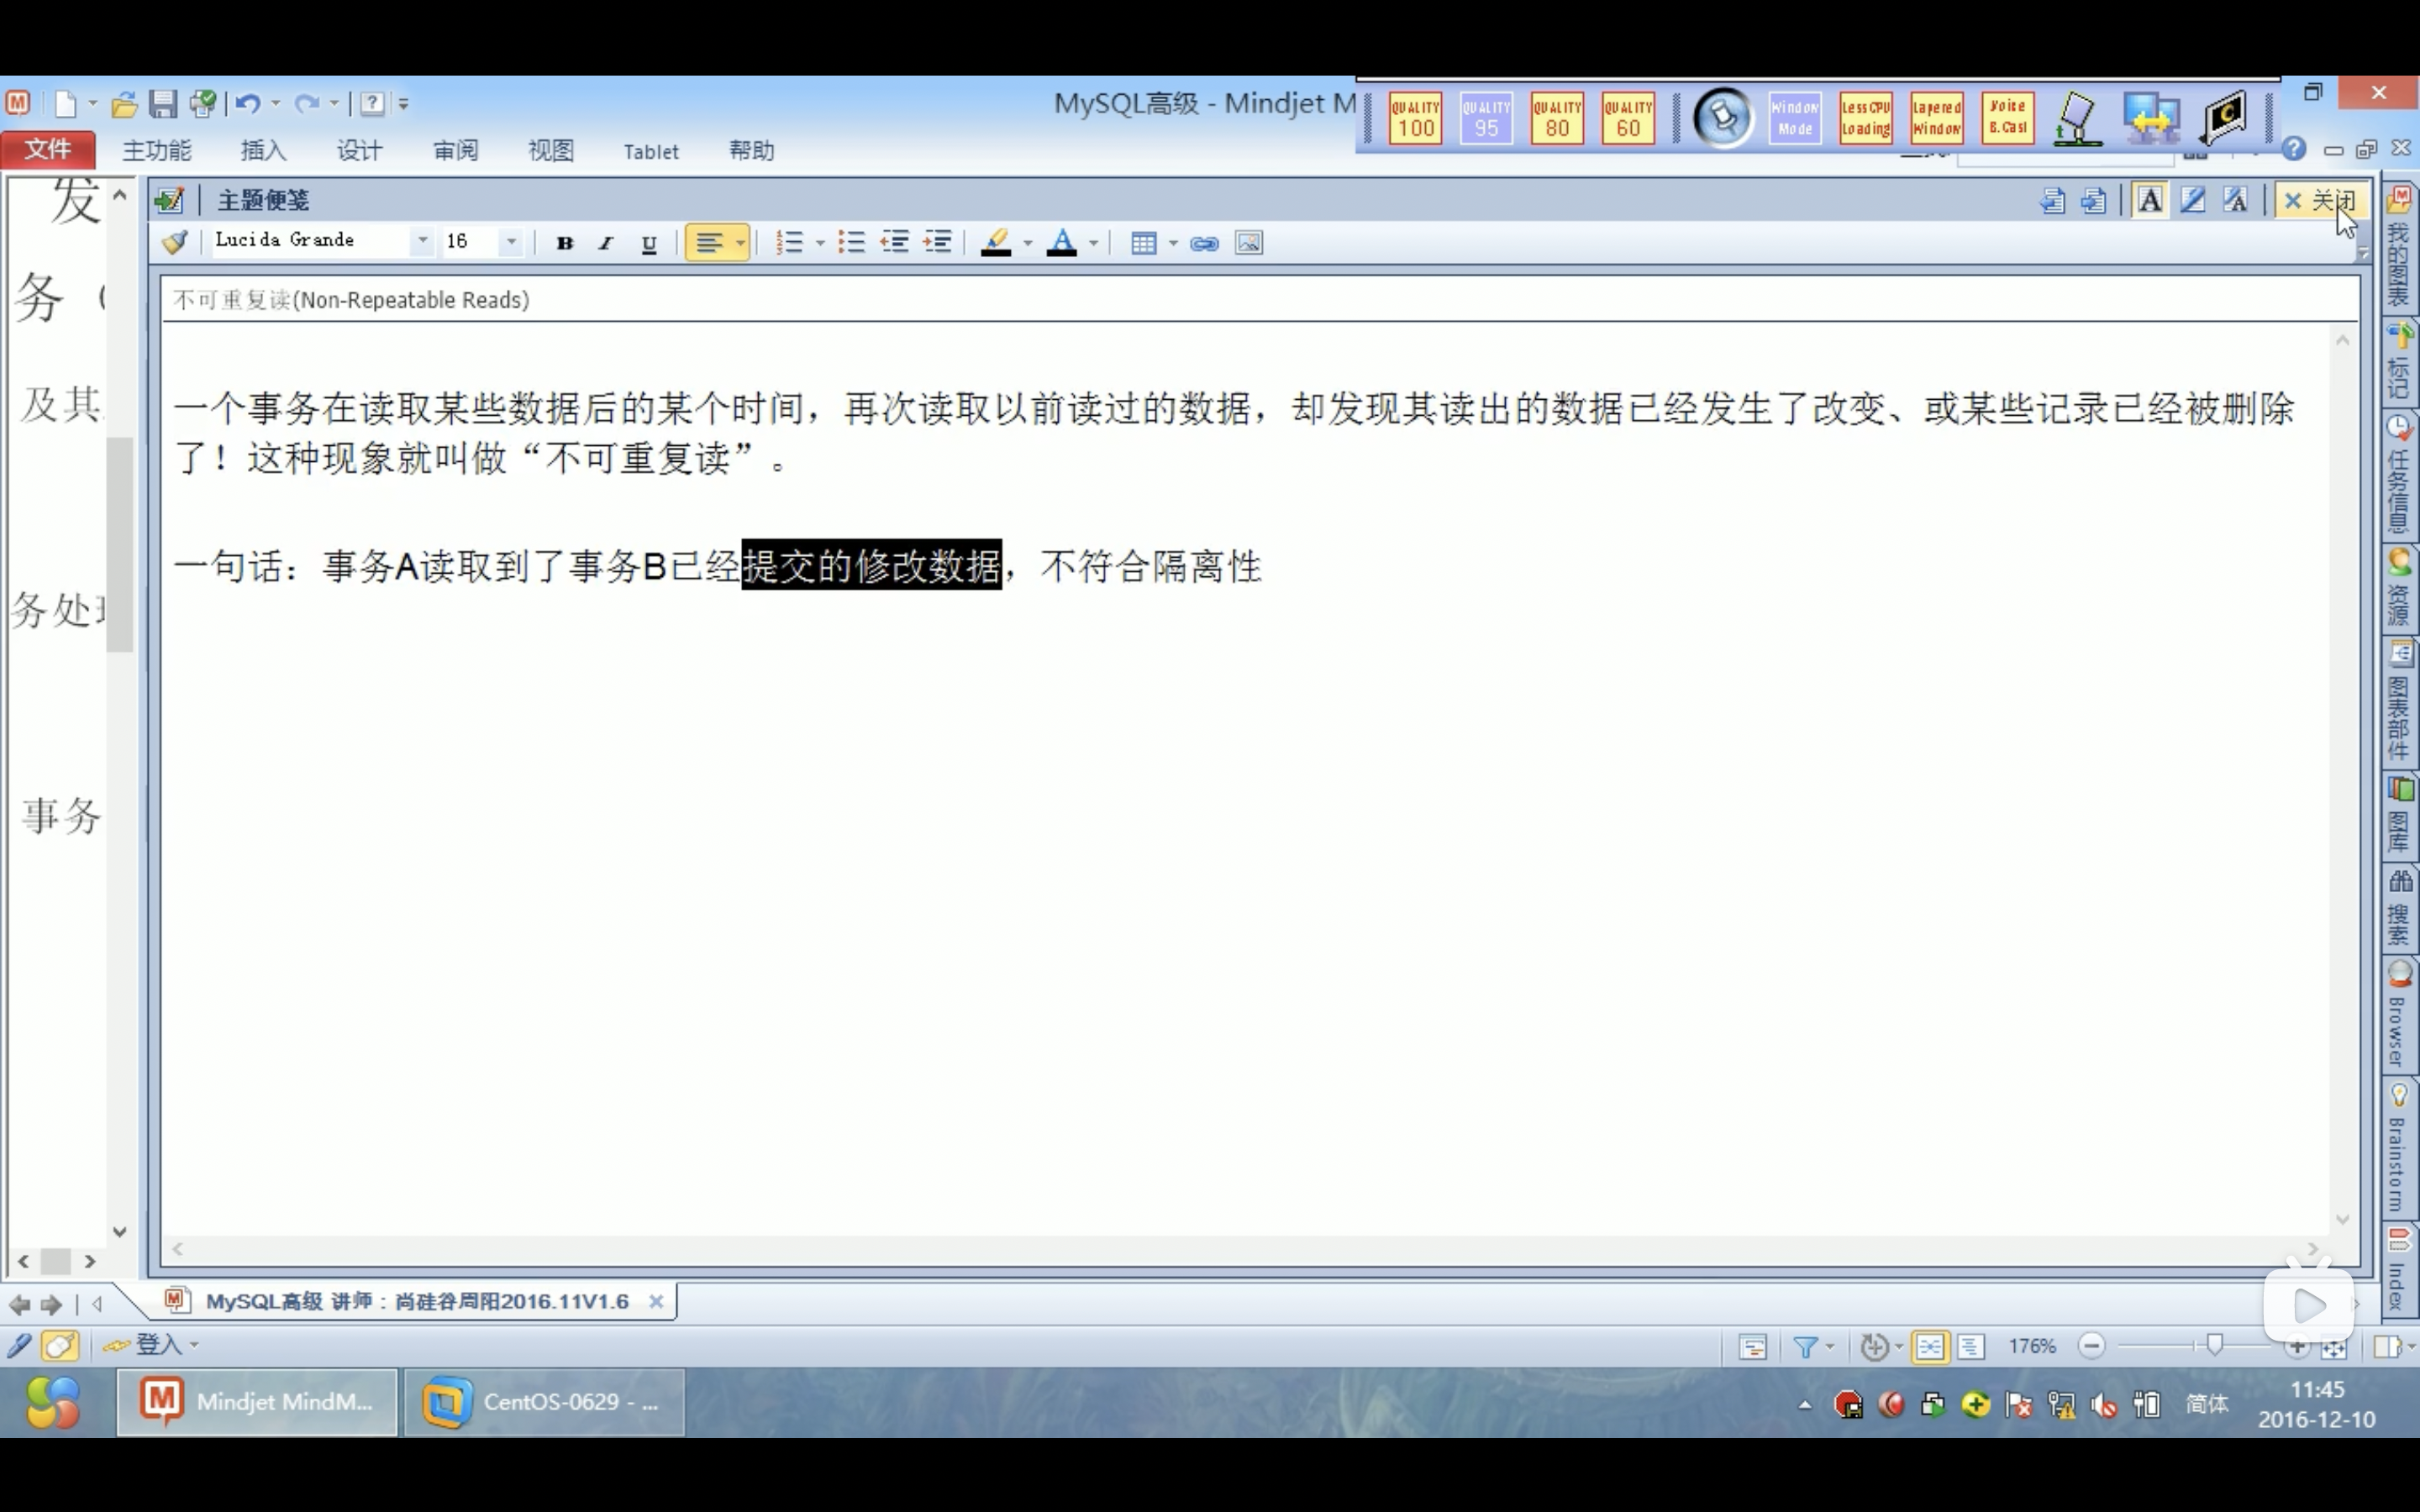 MySQL高级 - Mindjet M
QUALITY 100
QUALITY 95
QUALITY 80
QUALITY 60
Window Mode
Less CPU Loading
Layered Window
Voice B.Cast
文件 主功能 插入 设计 审阅 视图 Tablet 帮助
主题便笺
关闭
Lucida Grande 16 B I U
不可重复读(Non-Repeatable Reads)
一个事务在读取某些数据后的某个时间，再次读取以前读过的数据，却发现其读出的数据已经发生了改变、或某些记录已经被删除
了！这种现象就叫做“不可重复读”。
一句话：事务A读取到了事务B已经提交的修改数据，不符合隔离性
发
务（
及其
务处
事务
我的图表
标记
任务信息
资源
图表部件
图库
搜索
Browser
Brainstorm
Index
MySQL高级 讲师：尚硅谷周阳2016.11V1.6
登入
176%
Mindjet MindM...
CentOS-0629 - ...
简体
11:45
2016-12-10